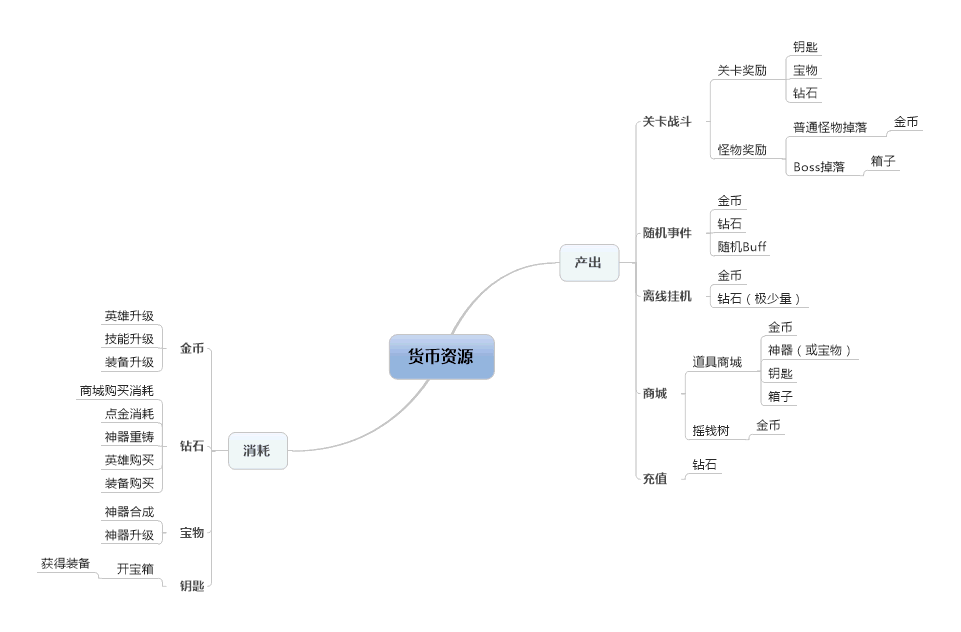 货币资源
产出
关卡战斗
关卡奖励
钥匙
宝物
钻石
怪物奖励
普通怪物掉落
金币
Boss掉落
箱子
随机事件
金币
钻石
随机Buff
离线挂机
金币
钻石（极少量）
商城
道具商城
金币
神器（或宝物）
钥匙
箱子
摇钱树
金币
充值
钻石
消耗
金币
英雄升级
技能升级
装备升级
钻石
商城购买消耗
点金消耗
神器重铸
英雄购买
装备购买
宝物
神器合成
神器升级
钥匙
开宝箱
获得装备